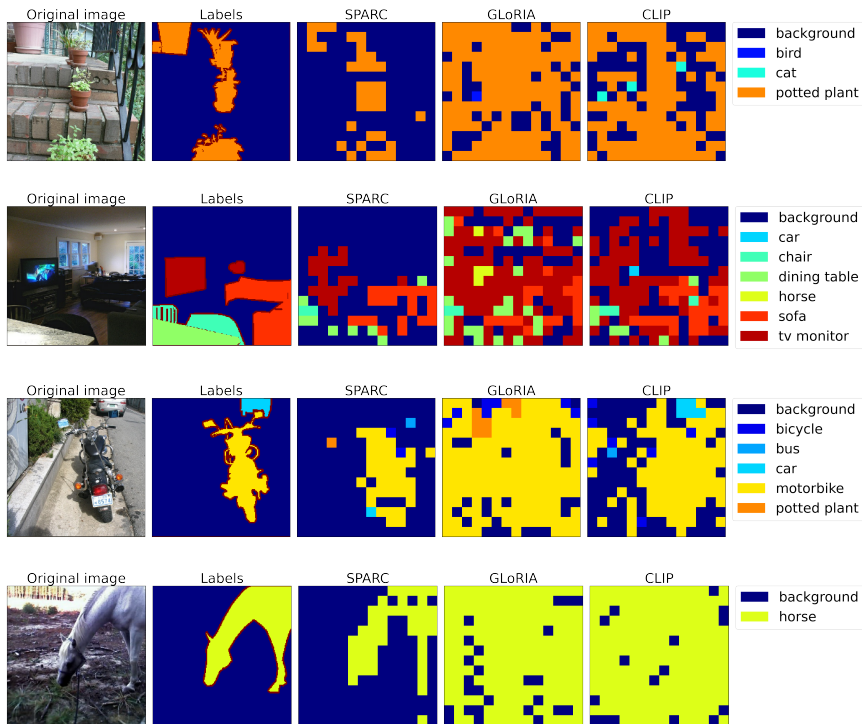 Original image Labels SPARC GLoRIA CLIP
background
bird
cat
potted plant
Original image Labels SPARC GLoRIA CLIP
background
car
chair
dining table
horse
sofa
tv monitor
Original image Labels SPARC GLoRIA CLIP
background
bicycle
bus
car
motorbike
potted plant
Original image Labels SPARC GLoRIA CLIP
background
horse